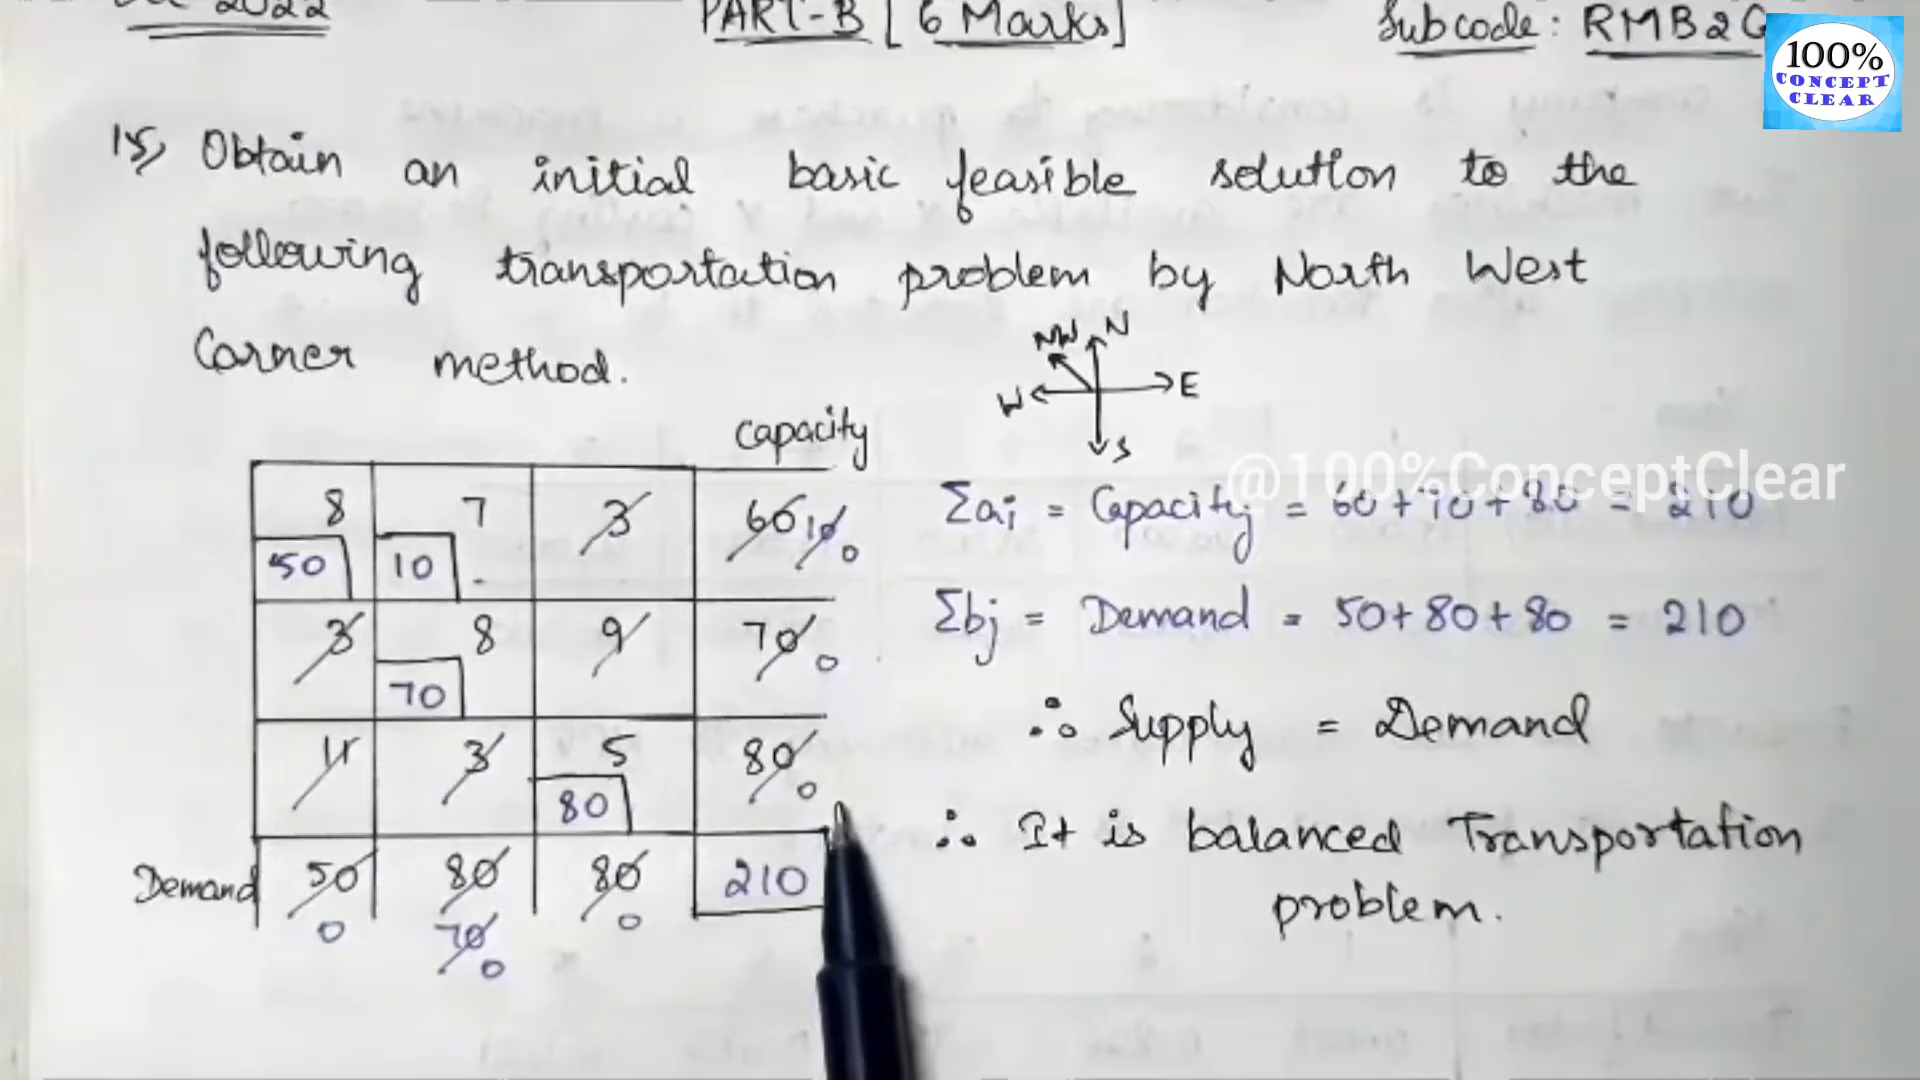 2022
PART-B [6 Marks]
Subcode: RMB2
100%
CONCEPT
CLEAR
15, Obtain an initial basic feasible solution to the
following transportation problem by North West
Corner method.
NW N
W E
S
Capacity
8 7 3 60 10 0
50 10
3 8 9 70 0
70
11 3 5 80 0
80
Demand 50 80 80 210
0 70 0
0
@100%ConceptClear
Σai = Capacity = 60+70+80 = 210
Σbj = Demand = 50+80+80 = 210
∴ Supply = Demand
∴ It is balanced Transportation
problem.